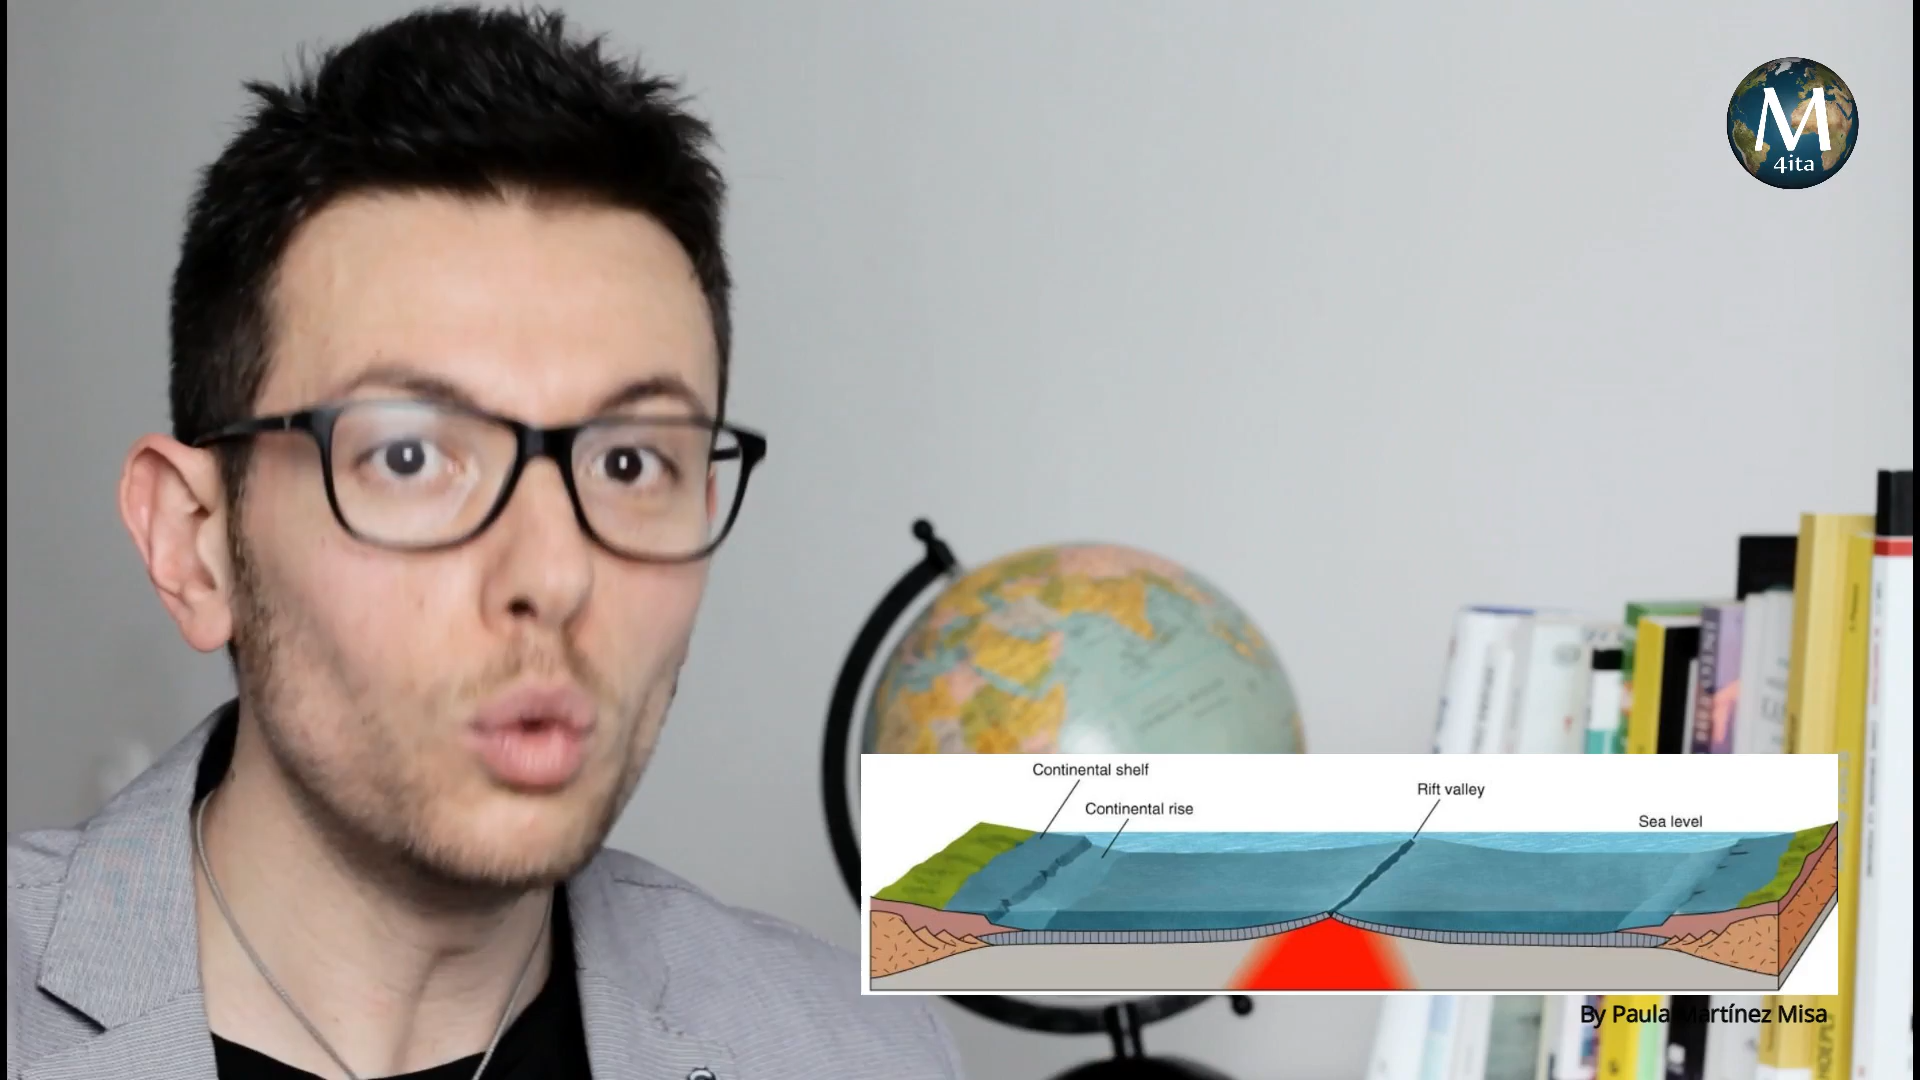 M
4ita
Continental shelf
Continental rise
Rift valley
Sea level
By Paula Martínez Misa